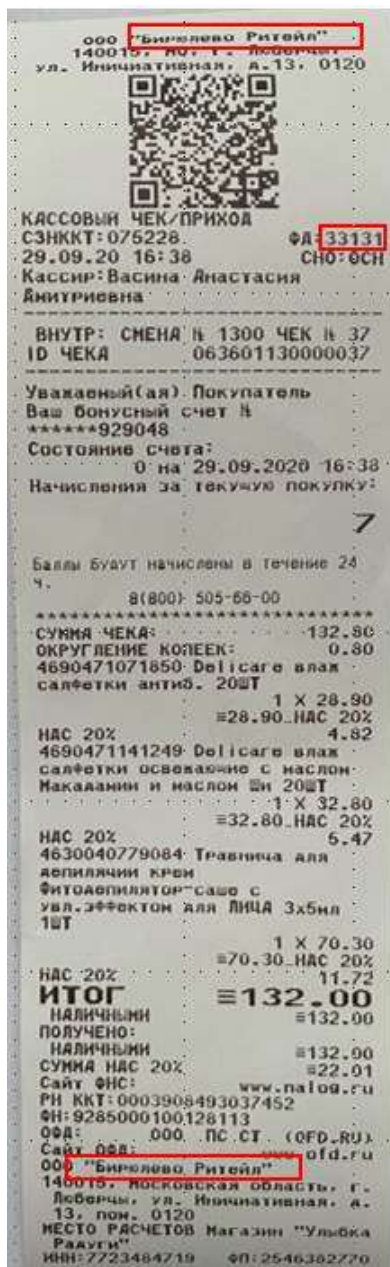 ООО "Бирюлево Ритейл"
140015, МО, г. Люберцы,
ул. Инициативная, д.13, 0120
КАССОВЫЙ ЧЕК/ПРИХОД
СЗНККТ:075228 ФД:33131
29.09.20 16:38 СНО:ОСН
Кассир:Васина Анастасия
Дмитриевна
ВНУТР: СМЕНА № 1300 ЧЕК № 37
ID ЧЕКА 063601130000037
Уважаемый(ая) Покупатель
Ваш бонусный счет №
******929048
Состояние счета:
0 на 29.09.2020 16:38
Начисления за текущую покупку:
7
Баллы будут начислены в течение 24
ч.
8(800) 505-66-00
**********************************
СУММА ЧЕКА: 132.80
ОКРУГЛЕНИЕ КОПЕЕК: 0.80
4690471071850 Delicare влаж
салфетки антиб. 20ШТ
1 X 28.90
≡28.90_НДС 20%
НДС 20% 4.82
4690471141249 Delicare влаж
салфетки освежающие с маслом
Макадамии и маслом Ши 20ШТ
1 X 32.80
≡32.80_НДС 20%
НДС 20% 5.47
4630040779084 Травница для
депиляции крем
Фитодепилятор-саше с
увл.эффектом для ЛИЦА 3х5мл
1ШТ
1 X 70.30
≡70.30_НДС 20%
НДС 20% 11.72
ИТОГ ≡132.00
НАЛИЧНЫМИ ≡132.00
ПОЛУЧЕНО:
НАЛИЧНЫМИ ≡132.00
СУММА НДС 20% ≡22.01
Сайт ФНС: www.nalog.ru
РН ККТ:0003908493037452
ФН:9285000100128113
ОФД: ООО ПС СТ (OFD.RU)
Сайт ОФД: www.ofd.ru
ООО "Бирюлево Ритейл"
140015, Московская область, г.
Люберцы, ул. Инициативная, д.
13, пом. 0120
МЕСТО РАСЧЕТОВ Магазин "Улыбка
Радуги"
ИНН:7723484719 ФП:2546382770